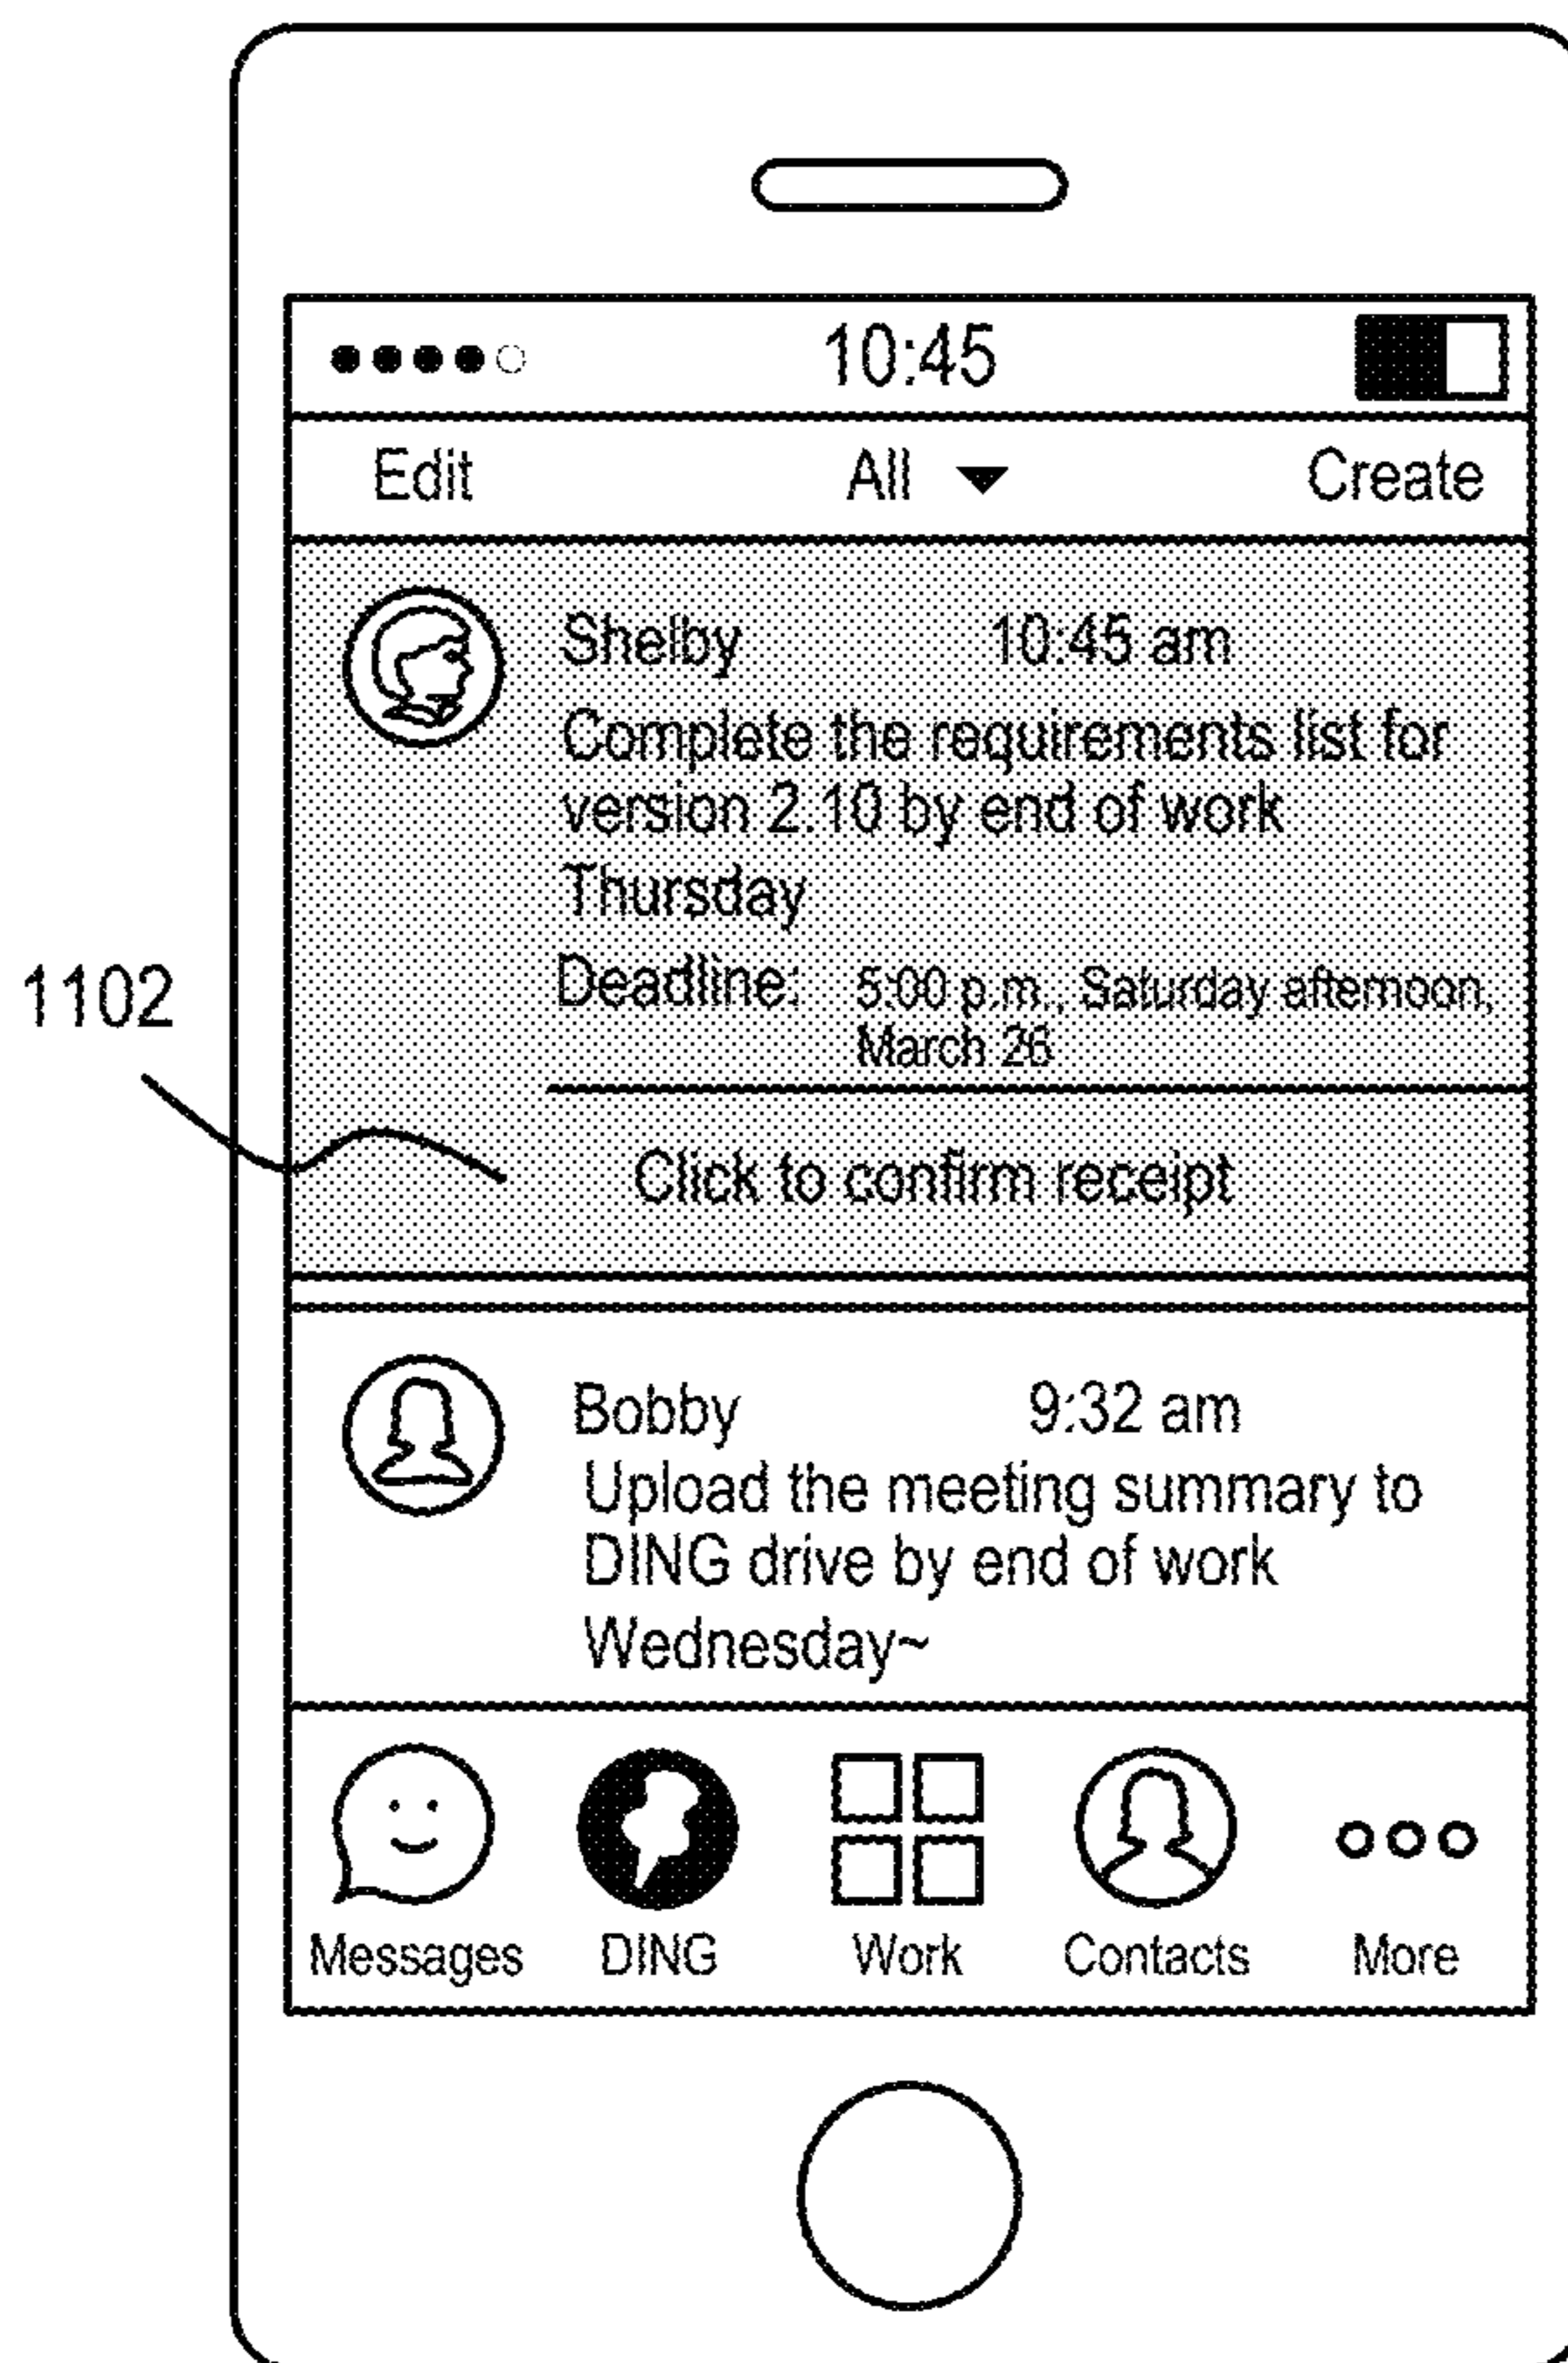 10:45
Edit All Create
Shelby 10:45 am
Complete the requirements list for
version 2.10 by end of work
Thursday
Deadline: 5:00 p.m., Saturday afternoon,
March 26
1102
Click to confirm receipt
Bobby 9:32 am
Upload the meeting summary to
DING drive by end of work
Wednesday~
Messages DING Work Contacts More